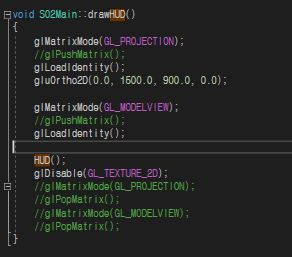 void SO2Main::drawHUD()
{
glMatrixMode(GL_PROJECTION);
//glPushMatrix();
glLoadIdentity();
gluOrtho2D(0.0, 1500.0, 900.0, 0.0);
glMatrixMode(GL_MODELVIEW);
//glPushMatrix();
glLoadIdentity();
HUD();
glDisable(GL_TEXTURE_2D);
//glMatrixMode(GL_PROJECTION);
//glPopMatrix();
//glMatrixMode(GL_MODELVIEW);
//glPopMatrix();
}